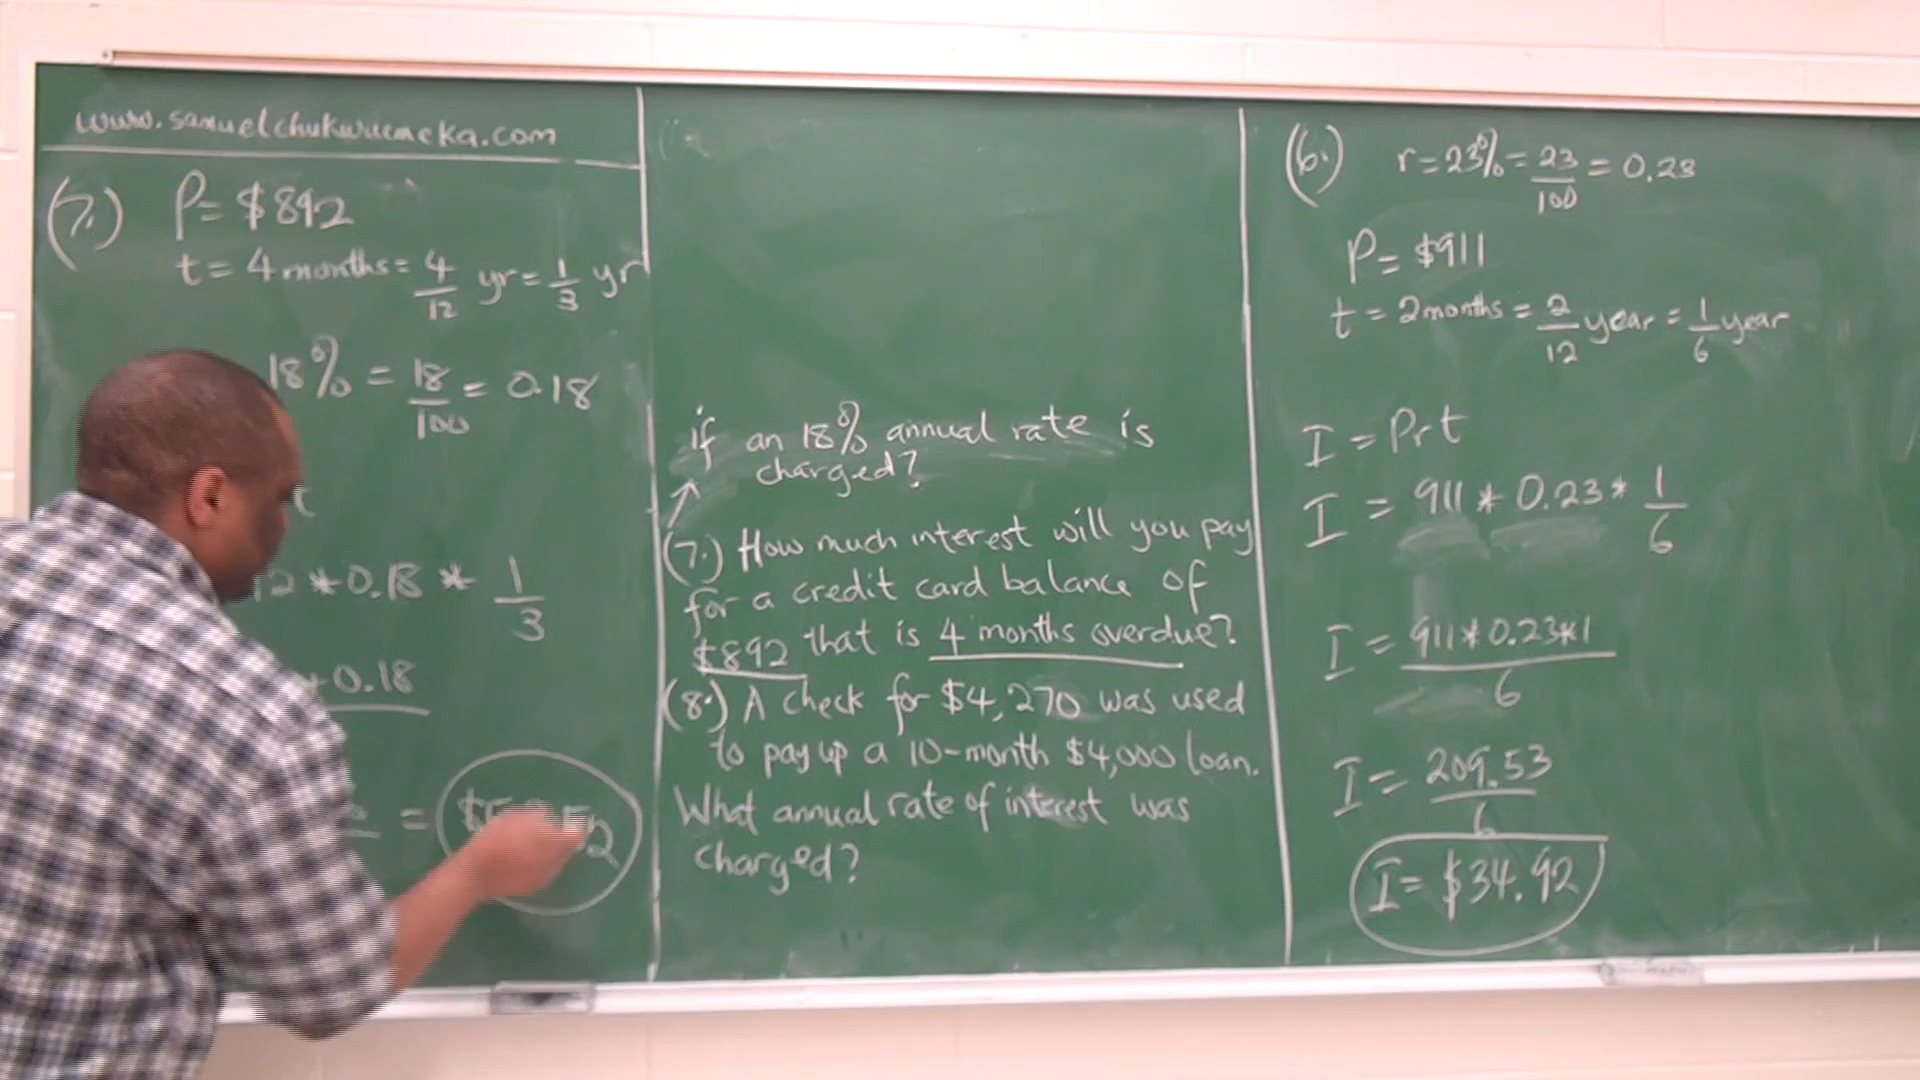 www.samuelchukwuemeka.com
(7.) P = $892
t = 4 months = 4/12 yr = 1/3 yr
18% = 18/100 = 0.18
t
2 * 0.18 * 1/3
* 0.18
= $5
if an 18% annual rate is
charged?
(7.) How much interest will you pay
for a credit card balance of
$892 that is 4 months overdue?
(8.) A check for $4,270 was used
to pay up a 10-month $4,000 loan.
What annual rate of interest was
charged?
(6.) r = 23% = 23/100 = 0.23
P = $911
t = 2 months = 2/12 year = 1/6 year
I = Prt
I = 911 * 0.23 * 1/6
I = 911 * 0.23 * 1/6
I = 209.53/6
I = $34.92